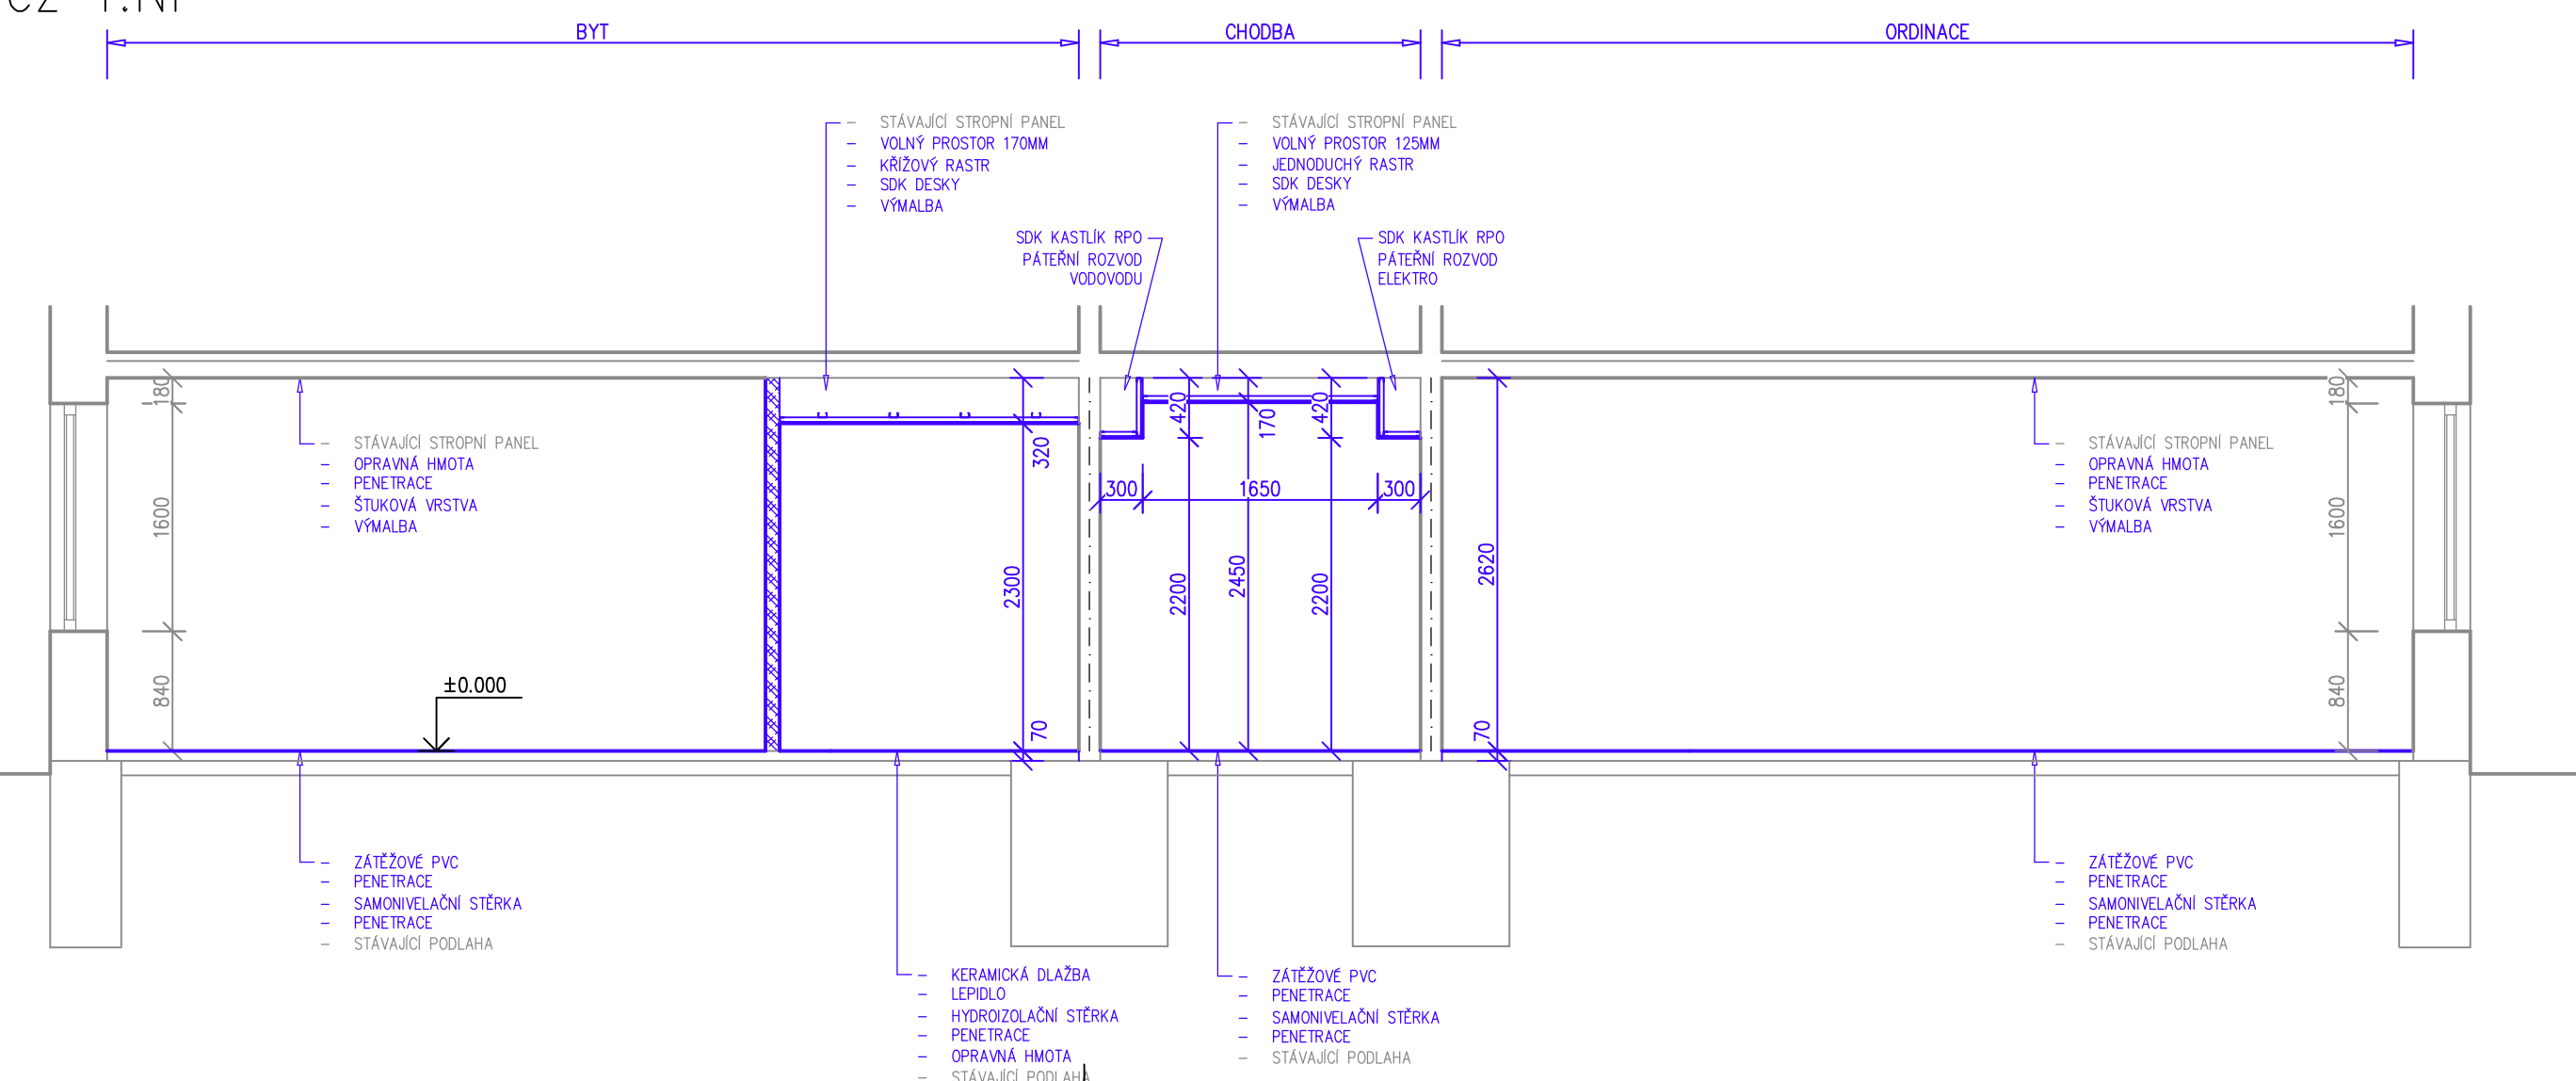 BYT
CHODBA
ORDINACE
- STÁVAJÍCÍ STROPNÍ PANEL
- VOLNÝ PROSTOR 170MM
- KŘÍŽOVÝ RASTR
- SDK DESKY
- VÝMALBA
- STÁVAJÍCÍ STROPNÍ PANEL
- VOLNÝ PROSTOR 125MM
- JEDNODUCHÝ RASTR
- SDK DESKY
- VÝMALBA
SDK KASTLÍK RPO
PÁTEŘNÍ ROZVOD
VODOVODU
SDK KASTLÍK RPO
PÁTEŘNÍ ROZVOD
ELEKTRO
180
1600
840
- STÁVAJÍCÍ STROPNÍ PANEL
- OPRAVNÁ HMOTA
- PENETRACE
- ŠTUKOVÁ VRSTVA
- VÝMALBA
±0.000
320
2300
70
420
170
420
300
1650
300
2200
2450
2200
2620
70
- STÁVAJÍCÍ STROPNÍ PANEL
- OPRAVNÁ HMOTA
- PENETRACE
- ŠTUKOVÁ VRSTVA
- VÝMALBA
180
1600
840
- ZÁTĚŽOVÉ PVC
- PENETRACE
- SAMONIVELAČNÍ STĚRKA
- PENETRACE
- STÁVAJÍCÍ PODLAHA
- KERAMICKÁ DLAŽBA
- LEPIDLO
- HYDROIZOLAČNÍ STĚRKA
- PENETRACE
- OPRAVNÁ HMOTA
- STÁVAJÍCÍ PODLAHA
- ZÁTĚŽOVÉ PVC
- PENETRACE
- SAMONIVELAČNÍ STĚRKA
- PENETRACE
- STÁVAJÍCÍ PODLAHA
- ZÁTĚŽOVÉ PVC
- PENETRACE
- SAMONIVELAČNÍ STĚRKA
- PENETRACE
- STÁVAJÍCÍ PODLAHA